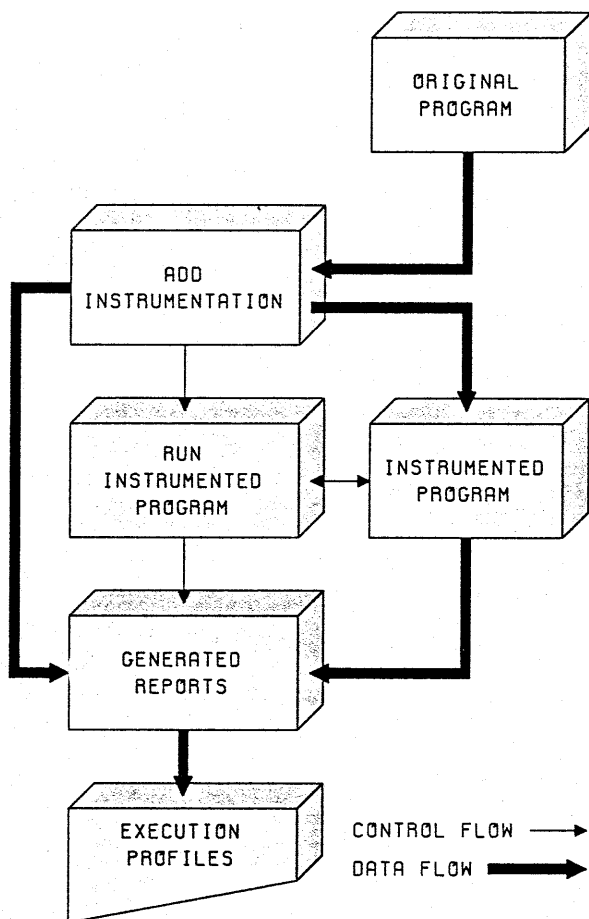 ORIGINAL
PROGRAM
ADD
INSTRUMENTATION
RUN
INSTRUMENTED
PROGRAM
INSTRUMENTED
PROGRAM
GENERATED
REPORTS
EXECUTION
PROFILES
CONTROL FLOW
DATA FLOW